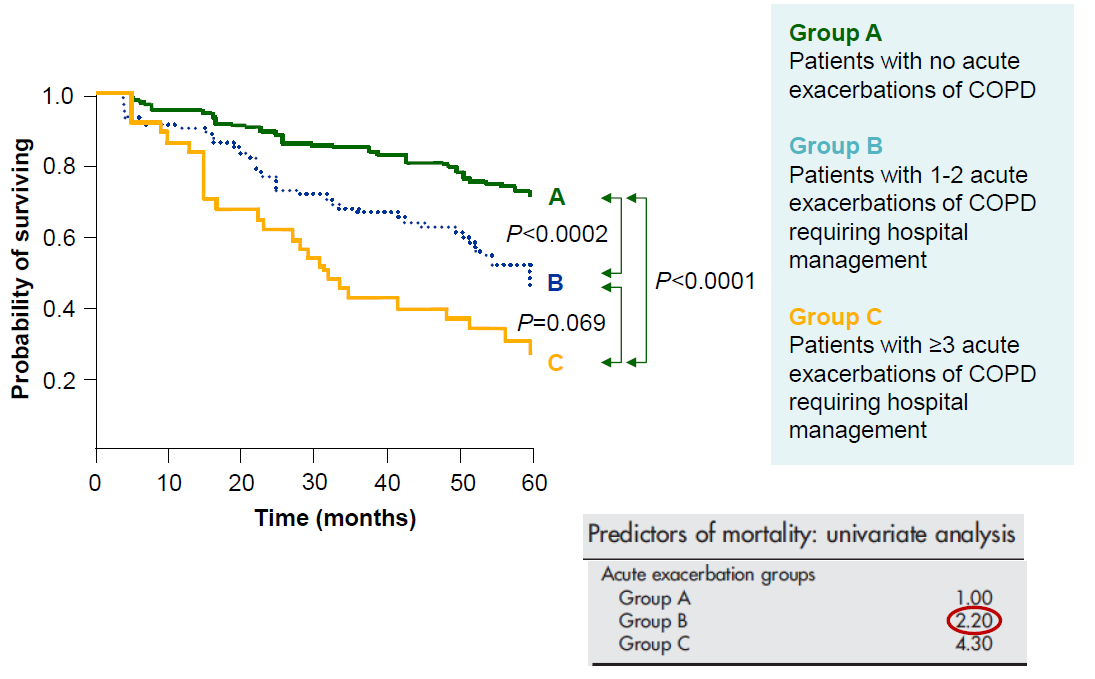 Group A
Patients with no acute
exacerbations of COPD
Group B
Patients with 1-2 acute
exacerbations of COPD
requiring hospital
management
Group C
Patients with ≥3 acute
exacerbations of COPD
requiring hospital
management
Probability of surviving
1.0
0.8
0.6
0.4
0.2
A
P<0.0002
B
P<0.0001
P=0.069
C
0 10 20 30 40 50 60
Time (months)
Predictors of mortality: univariate analysis
Acute exacerbation groups
Group A 1.00
Group B 2.20
Group C 4.30